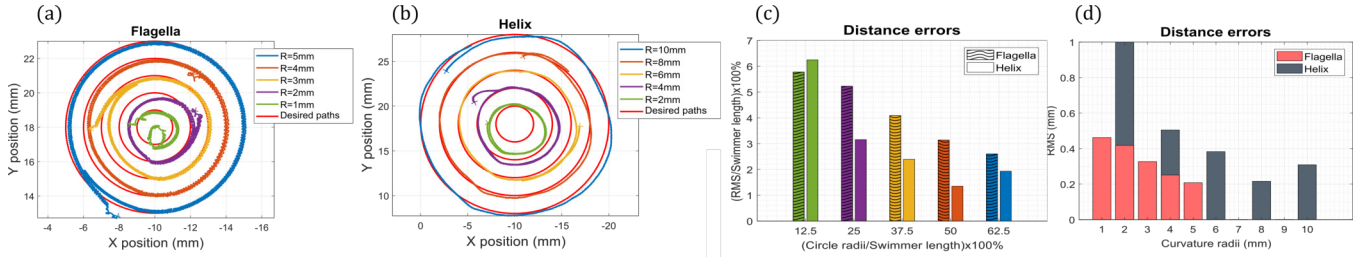 (a)
Flagella
Y position (mm)
22
20
18
16
14
-4 -6 -8 -10 -12 -14 -16
X position (mm)
R=5mm
R=4mm
R=3mm
R=2mm
R=1mm
Desired paths
(b)
Helix
Y position (mm)
25
20
15
10
0 -5 -10 -15 -20
X position (mm)
R=10mm
R=8mm
R=6mm
R=4mm
R=2mm
Desired paths
(c)
Distance errors
(RMS/Swimmer length)x100%
7
6
5
4
3
2
1
0
12.5 25 37.5 50 62.5
(Circle radii/Swimmer length)x100%
Flagella
Helix
(d)
Distance errors
RMS (mm)
1
0.8
0.6
0.4
0.2
0
1 2 3 4 5 6 7 8 9 10
Curvature radii (mm)
Flagella
Helix